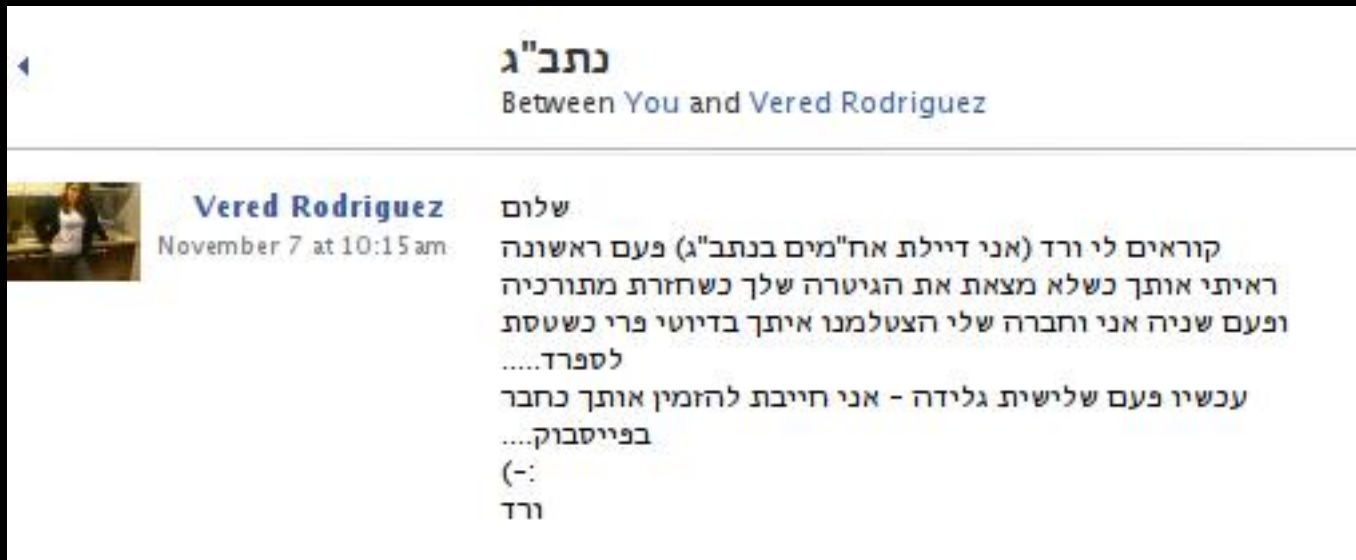 נתב"ג
Between You and Vered Rodriguez
Vered Rodriguez
November 7 at 10:15am
שלום
קוראים לי ורד (אני דיילת אח"מים בנתב"ג) פעם ראשונה
ראיתי אותך כשלא מצאת את הגיטרה שלך כשחזרת מתורכיה
ופעם שניה אני וחברה שלי הצטלמנו איתך בדיוטי פרי כשטסת
לספרד.....
עכשיו פעם שלישית גלידה - אני חייבת להזמין אותך כחבר
בפייסבוק....
:-)
ורד